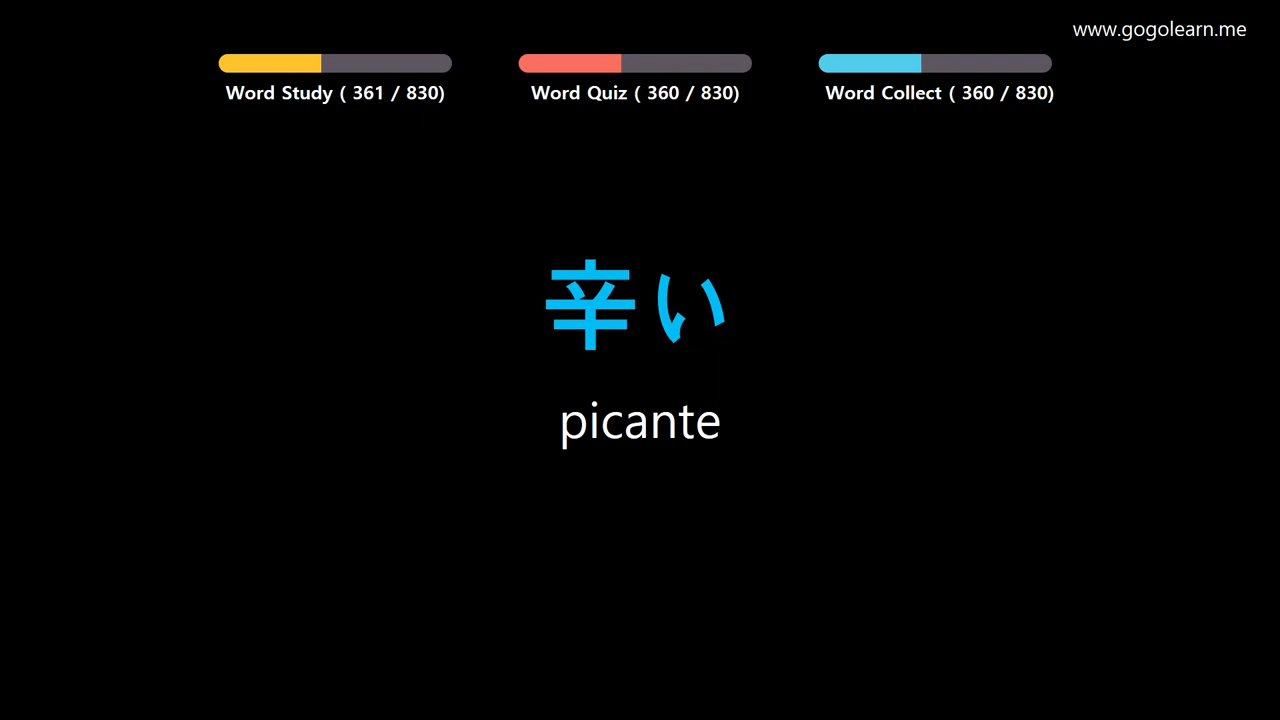 www.gogolearn.me
Word Study ( 361 / 830)
Word Quiz ( 360 / 830)
Word Collect ( 360 / 830)
辛い
picante